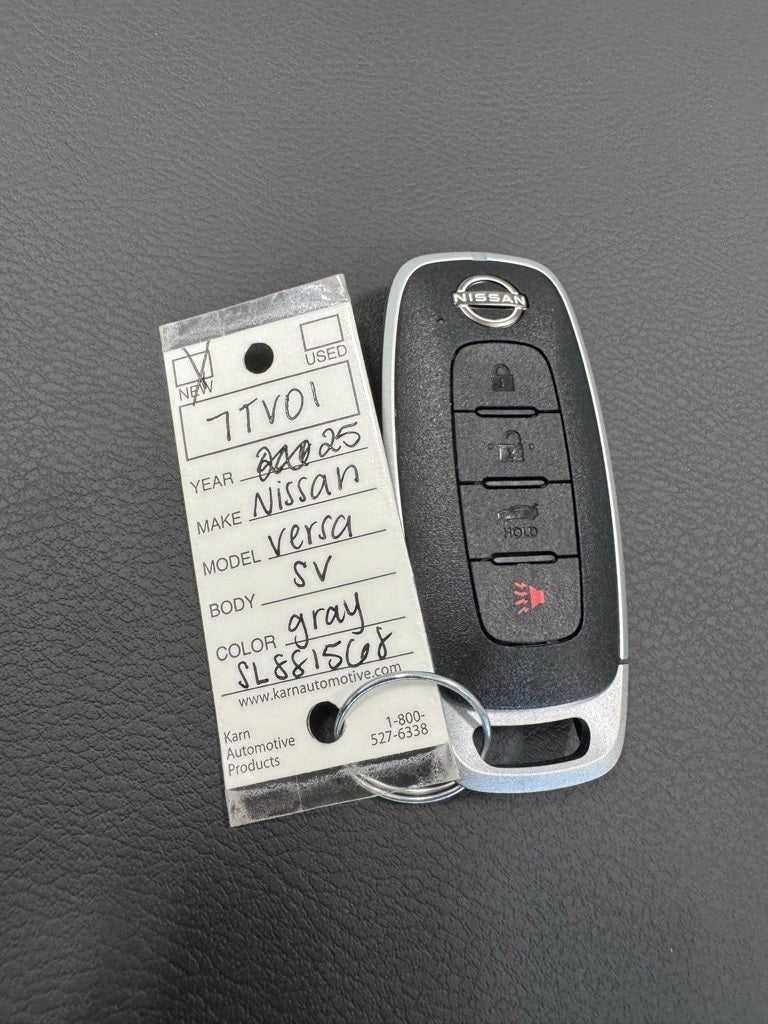 NEW
USED
7TV01
YEAR 25
MAKE Nissan
MODEL Versa
BODY SV
COLOR gray
SL881568
www.karnautomotive.com
Karn
Automotive
Products
1-800-
527-6338
NISSAN
HOLD